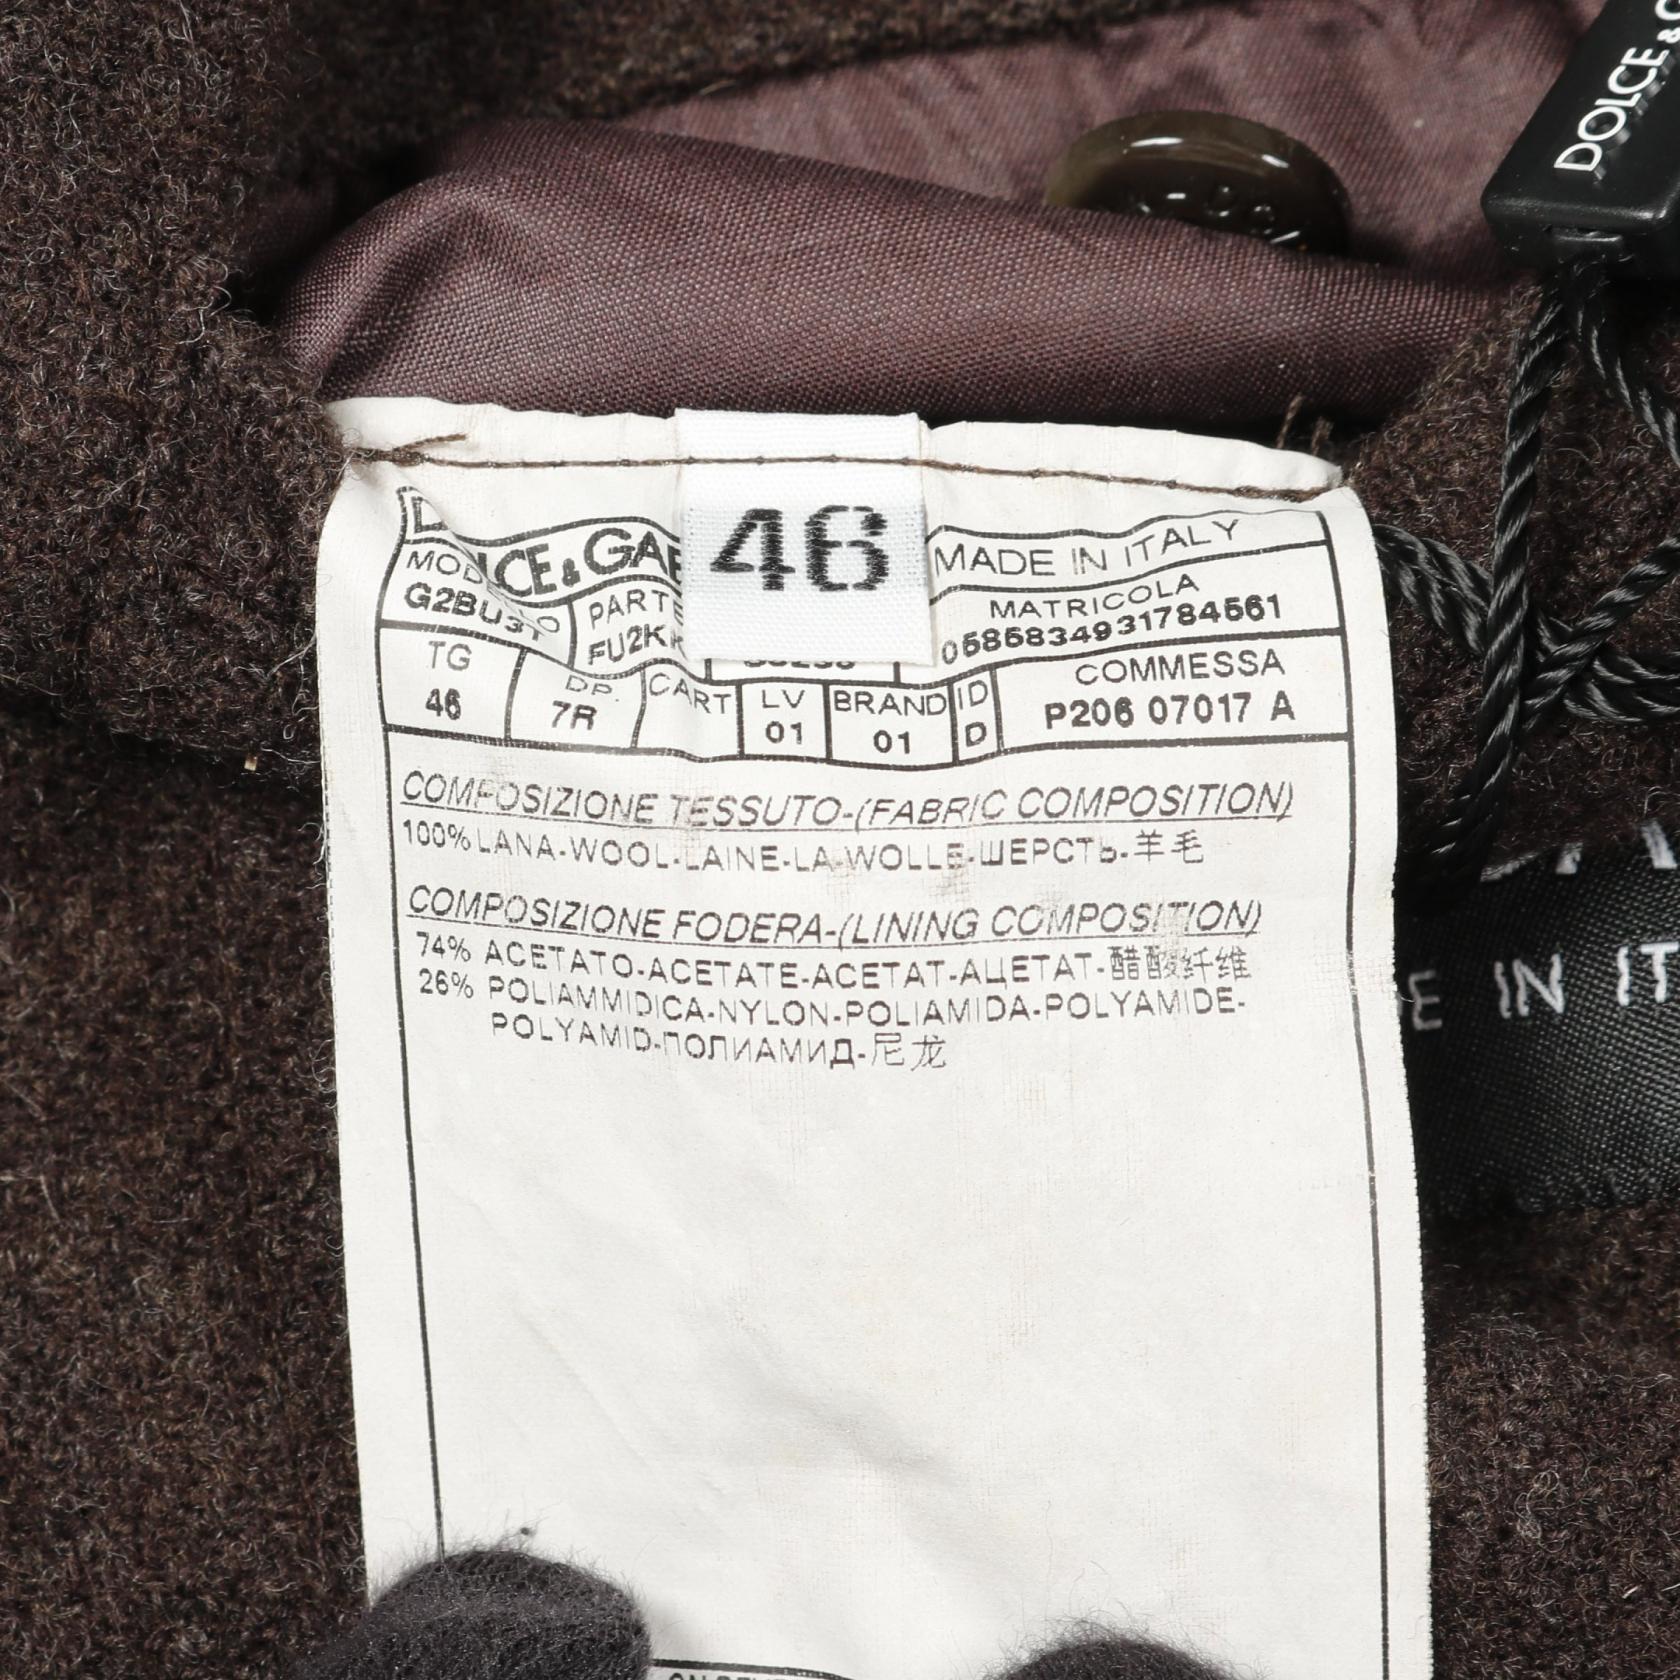 DOLCE &
46
DOLCE & GAB
MADE IN ITALY
MODELLO
G2BU3T
PARTE
FU2K
MATRICOLA
0585834931784561
TG
46
DP.
7R
CART
LV
01
BRAND
01
ID
D
COMMESSA
P206 07017 A
COMPOSIZIONE TESSUTO-(FABRIC COMPOSITION)
100% LANA-WOOL-LAINE-LA-WOLLE-ШЕРСТЬ-羊毛
COMPOSIZIONE FODERA-(LINING COMPOSITION)
74% ACETATO-ACETATE-ACETAT-АЦЕТАТ-醋酸纤维
26% POLIAMMIDICA-NYLON-POLIAMIDA-POLYAMIDE-
POLYAMID-ПОЛИАМИД-尼龙
E IN IT